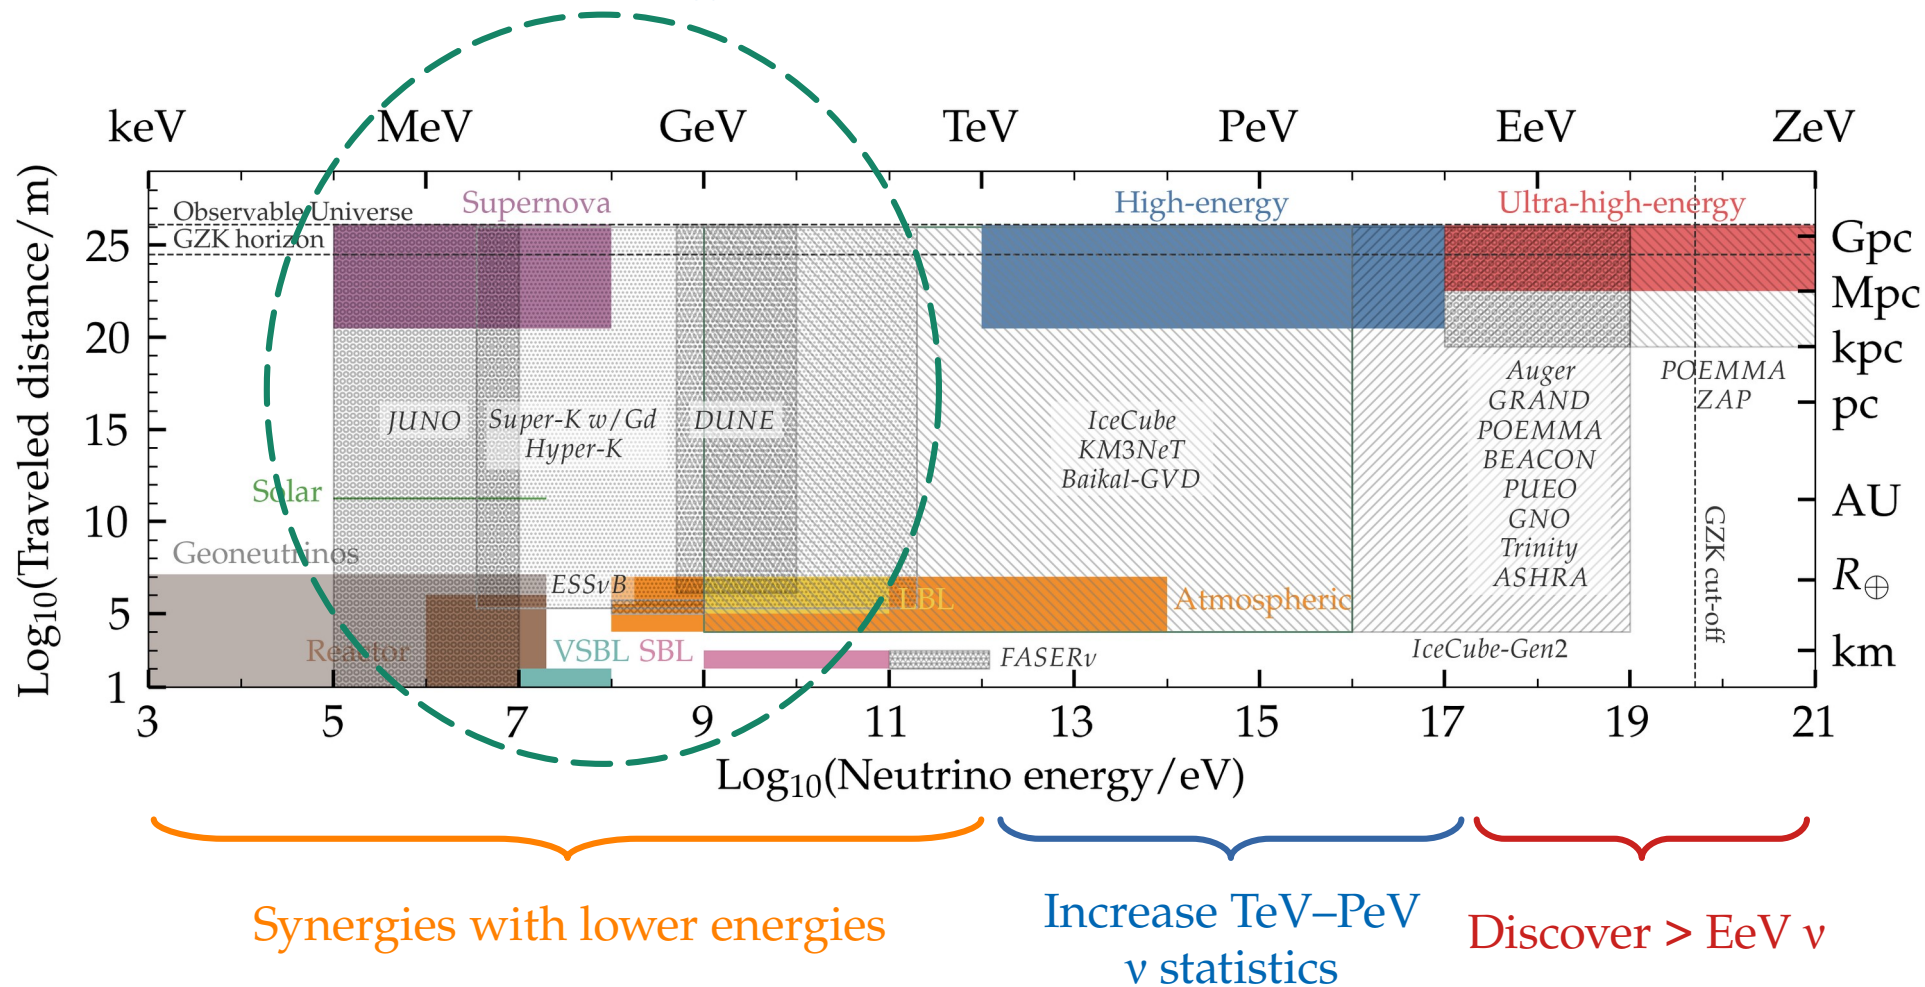 keV MeV GeV TeV PeV EeV ZeV
Log10(Traveled distance/m)
25
20
15
10
5
1
Observable Universe
GZK horizon
Supernova
High-energy
Ultra-high-energy
Gpc
Mpc
kpc
pc
AU
R⊕
km
JUNO
Super-K w/Gd
Hyper-K
DUNE
IceCube
KM3NeT
Baikal-GVD
Auger
GRAND
POEMMA
BEACON
PUEO
GNO
Trinity
ASHRA
POEMMA
ZAP
GZK cut-off
Solar
Geoneutrinos
ESSνB
LBL
Atmospheric
Reactor
VSBL
SBL
FASERν
IceCube-Gen2
3 5 7 9 11 13 15 17 19 21
Log10(Neutrino energy/eV)
Synergies with lower energies
Increase TeV–PeV
ν statistics
Discover > EeV ν